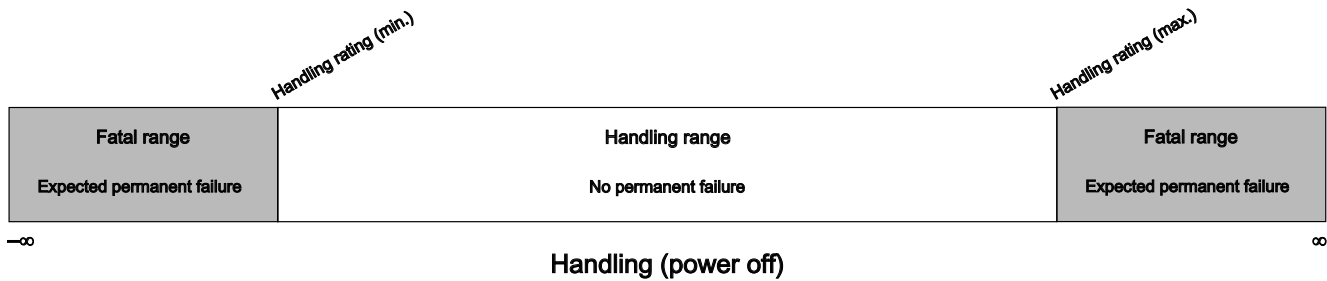 Handling rating (min.)
Handling rating (max.)
Fatal range
Handling range
Fatal range
Expected permanent failure
No permanent failure
Expected permanent failure
–∞
∞
Handling (power off)